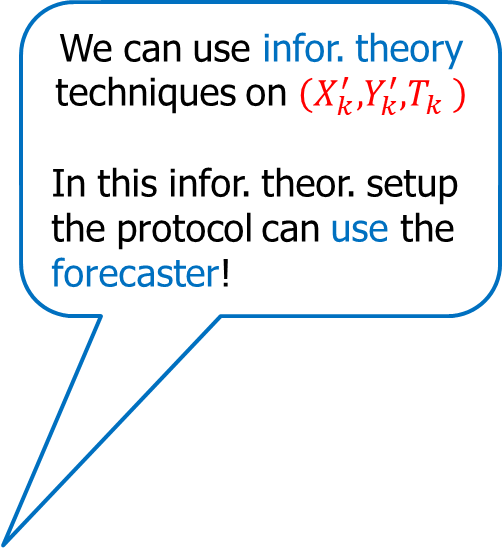 We can use infor. theory
techniques on (X′ₖ,Y′ₖ,Tₖ )
In this infor. theor. setup
the protocol can use the
forecaster!